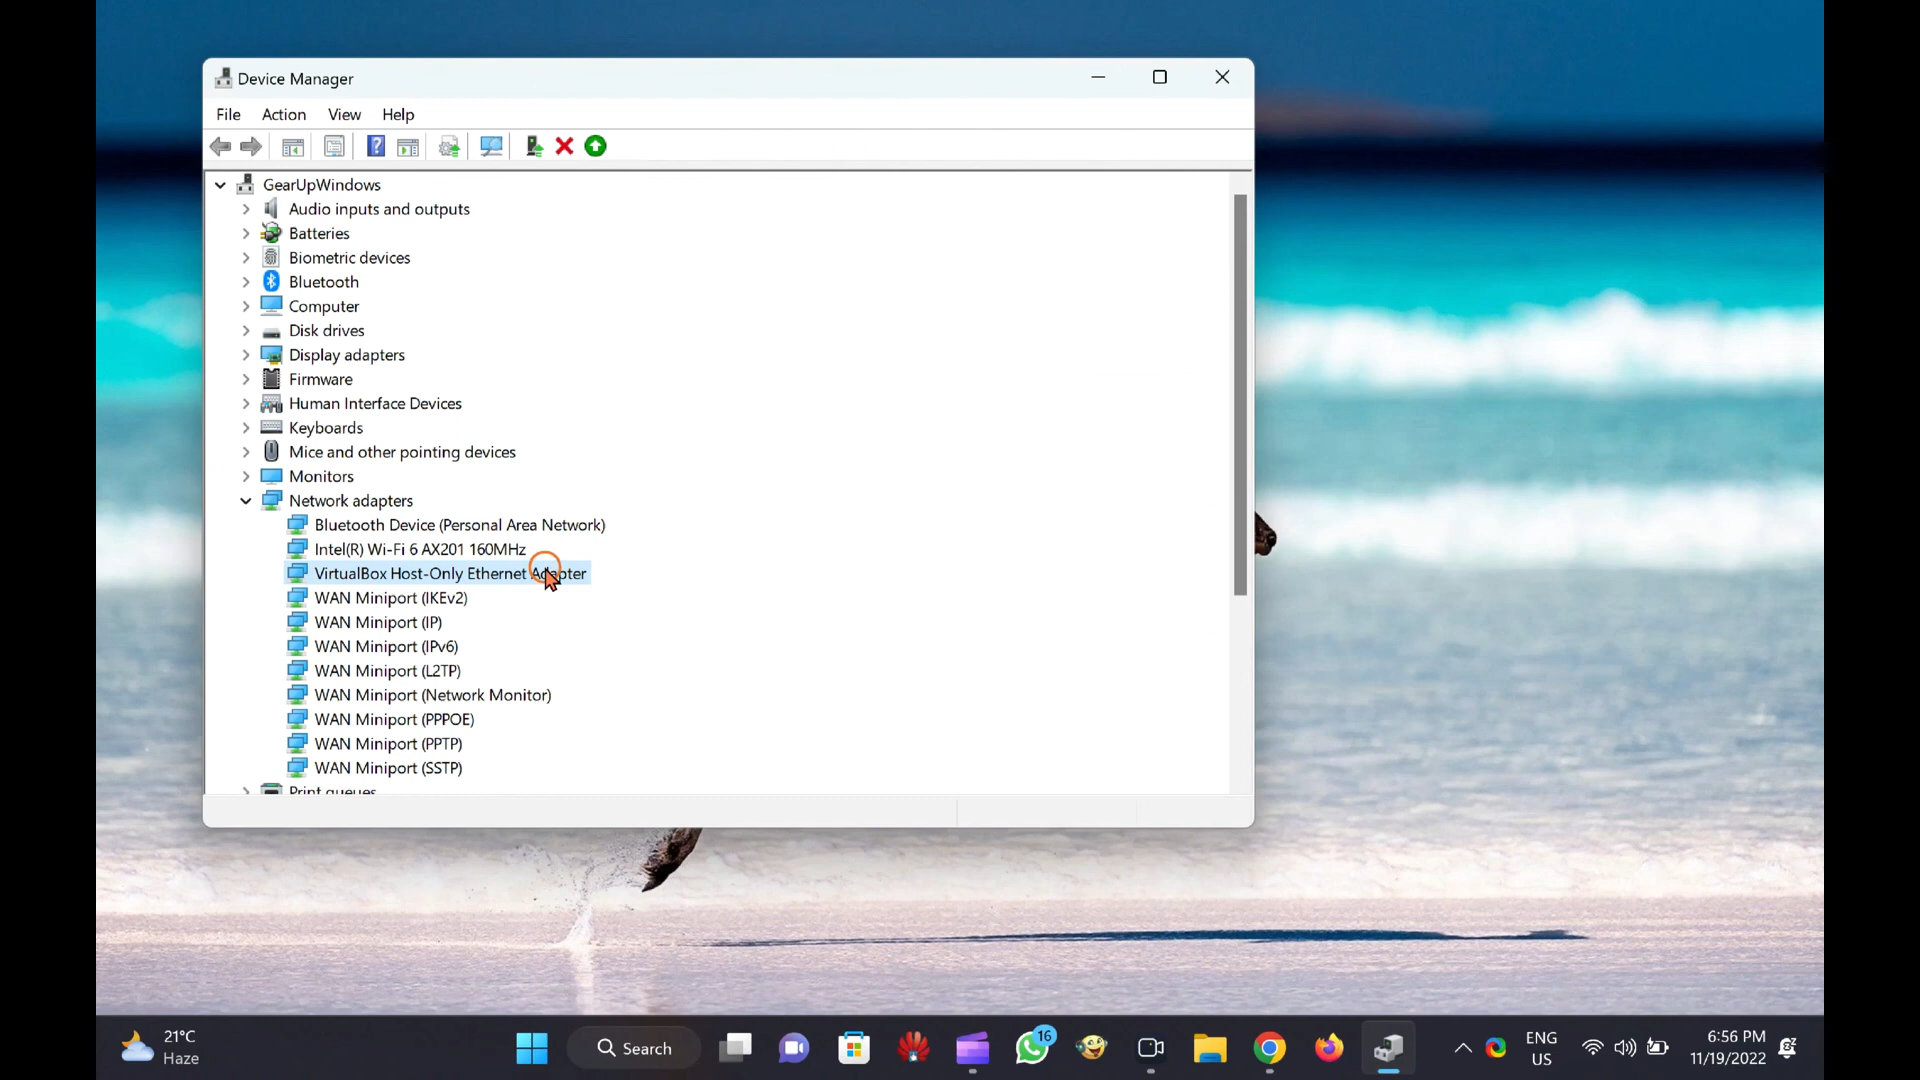 Device Manager
File Action View Help
GearUpWindows
Audio inputs and outputs
Batteries
Biometric devices
Bluetooth
Computer
Disk drives
Display adapters
Firmware
Human Interface Devices
Keyboards
Mice and other pointing devices
Monitors
Network adapters
Bluetooth Device (Personal Area Network)
Intel(R) Wi-Fi 6 AX201 160MHz
VirtualBox Host-Only Ethernet Adapter
WAN Miniport (IKEv2)
WAN Miniport (IP)
WAN Miniport (IPv6)
WAN Miniport (L2TP)
WAN Miniport (Network Monitor)
WAN Miniport (PPPOE)
WAN Miniport (PPTP)
WAN Miniport (SSTP)
Print queues
21°C
Haze
Search
16
ENG
US
6:56 PM
11/19/2022